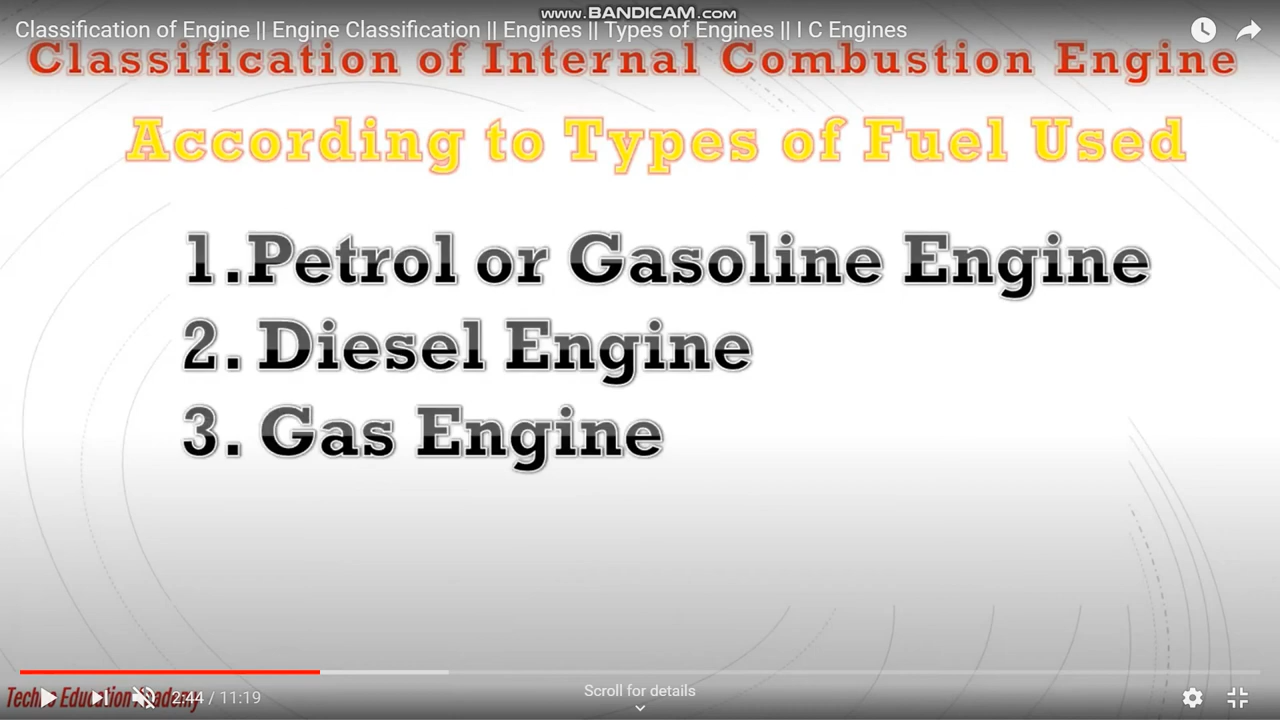 www.BANDICAM.com
Classification of Engine || Engine Classification || Engines || Types of Engines || I C Engines
Classification of Internal Combustion Engine
According to Types of Fuel Used
1.Petrol or Gasoline Engine
2. Diesel Engine
3. Gas Engine
Scroll for details
Education Academy
2:44 / 11:19